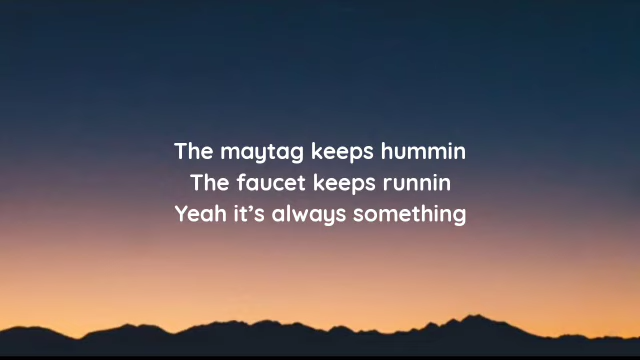 The maytag keeps hummin
The faucet keeps runnin
Yeah it’s always something